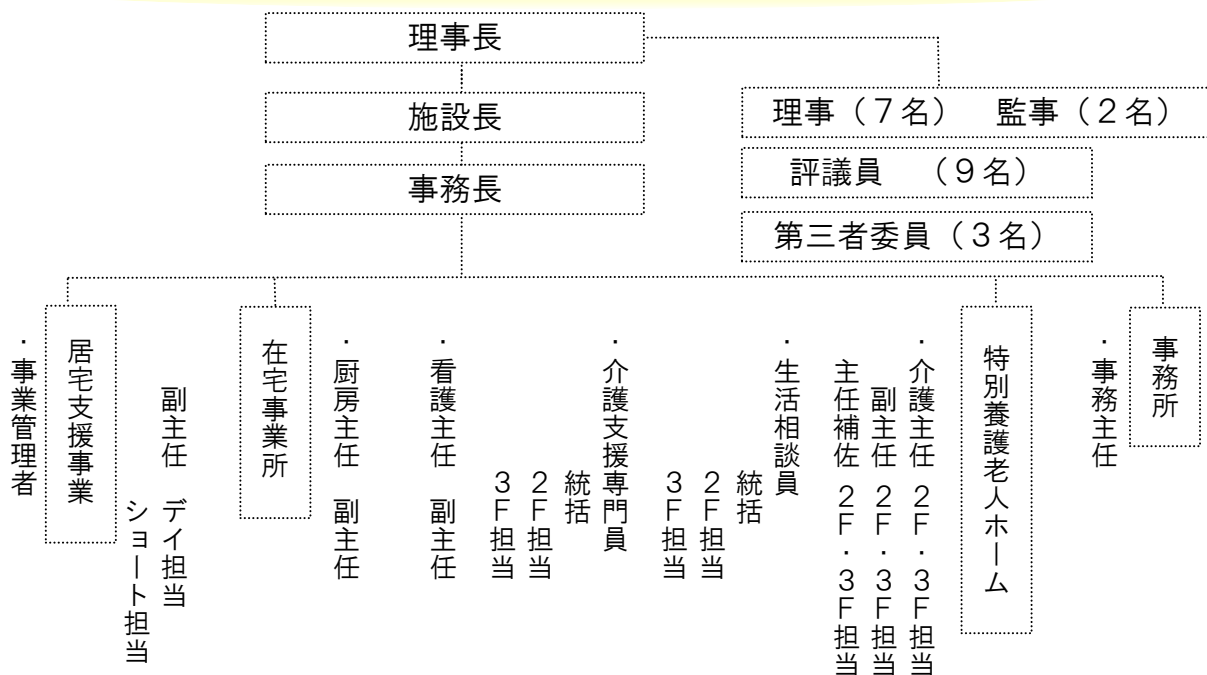 理事長
施設長
理事（７名）　監事（２名）
事務長
評議員　（９名）
第三者委員（３名）
事務所
・事務主任
特別養護老人ホーム
・介護主任　２F・３F担当
副主任　２F・３F担当
主任補佐　２F・３F担当
・生活相談員
統括
２F担当
３F担当
・介護支援専門員
統括
２F担当
３F担当
・看護主任　副主任
・厨房主任　副主任
在宅事業所
副主任　デイ担当
ショート担当
居宅支援事業
・事業管理者